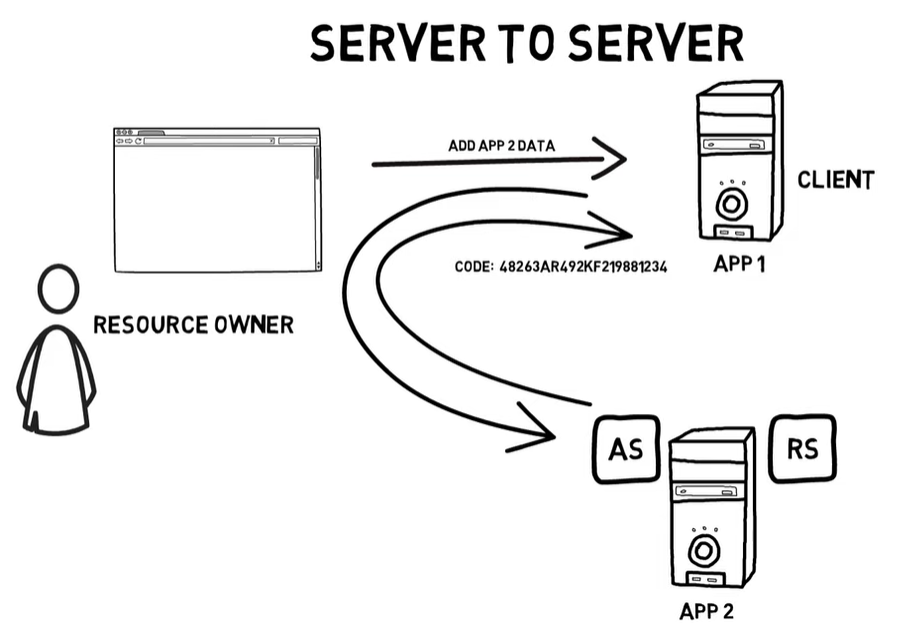 SERVER TO SERVER
ADD APP 2 DATA
CLIENT
APP 1
CODE: 48263AR492KF219881234
RESOURCE OWNER
AS
RS
APP 2